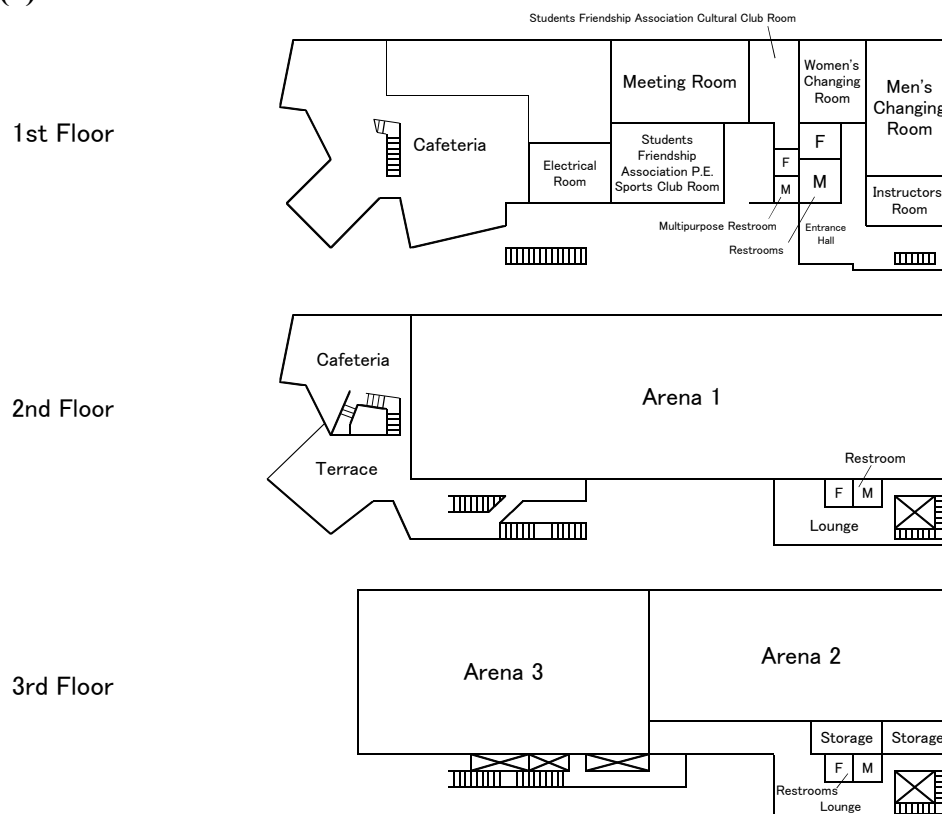 Students Friendship Association Cultural Club Room
1st Floor
Meeting Room
Women's
Changing
Room
Men's
Changing
Room
Cafeteria
Students
Friendship
Association P.E.
Sports Club Room
Electrical
Room
F
F
M
M
Instructors
Room
Multipurpose Restroom
Restrooms
Entrance
Hall
2nd Floor
Cafeteria
Arena 1
Terrace
Restroom
F
M
Lounge
3rd Floor
Arena 3
Arena 2
Storage
Storage
F
M
Restrooms
Lounge